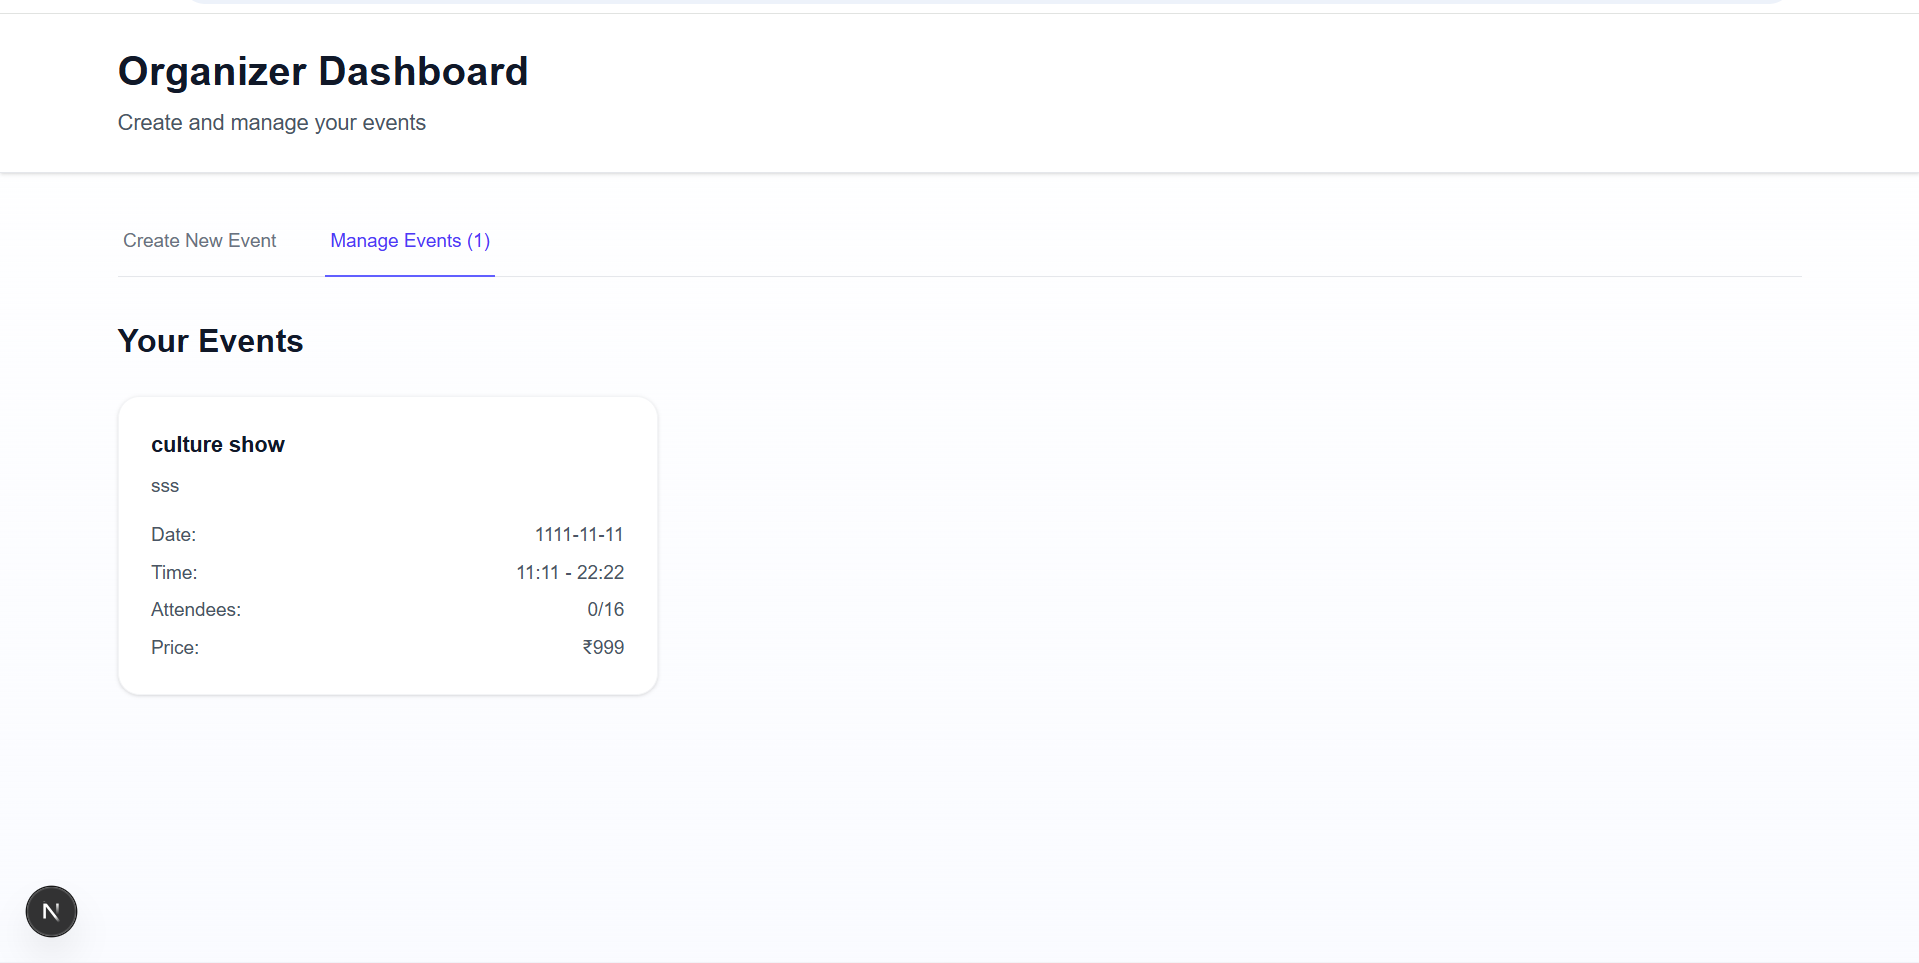 Organizer Dashboard
Create and manage your events
Create New Event Manage Events (1)
Your Events
culture show
sss
Date: 1111-11-11
Time: 11:11 - 22:22
Attendees: 0/16
Price: ₹999
N